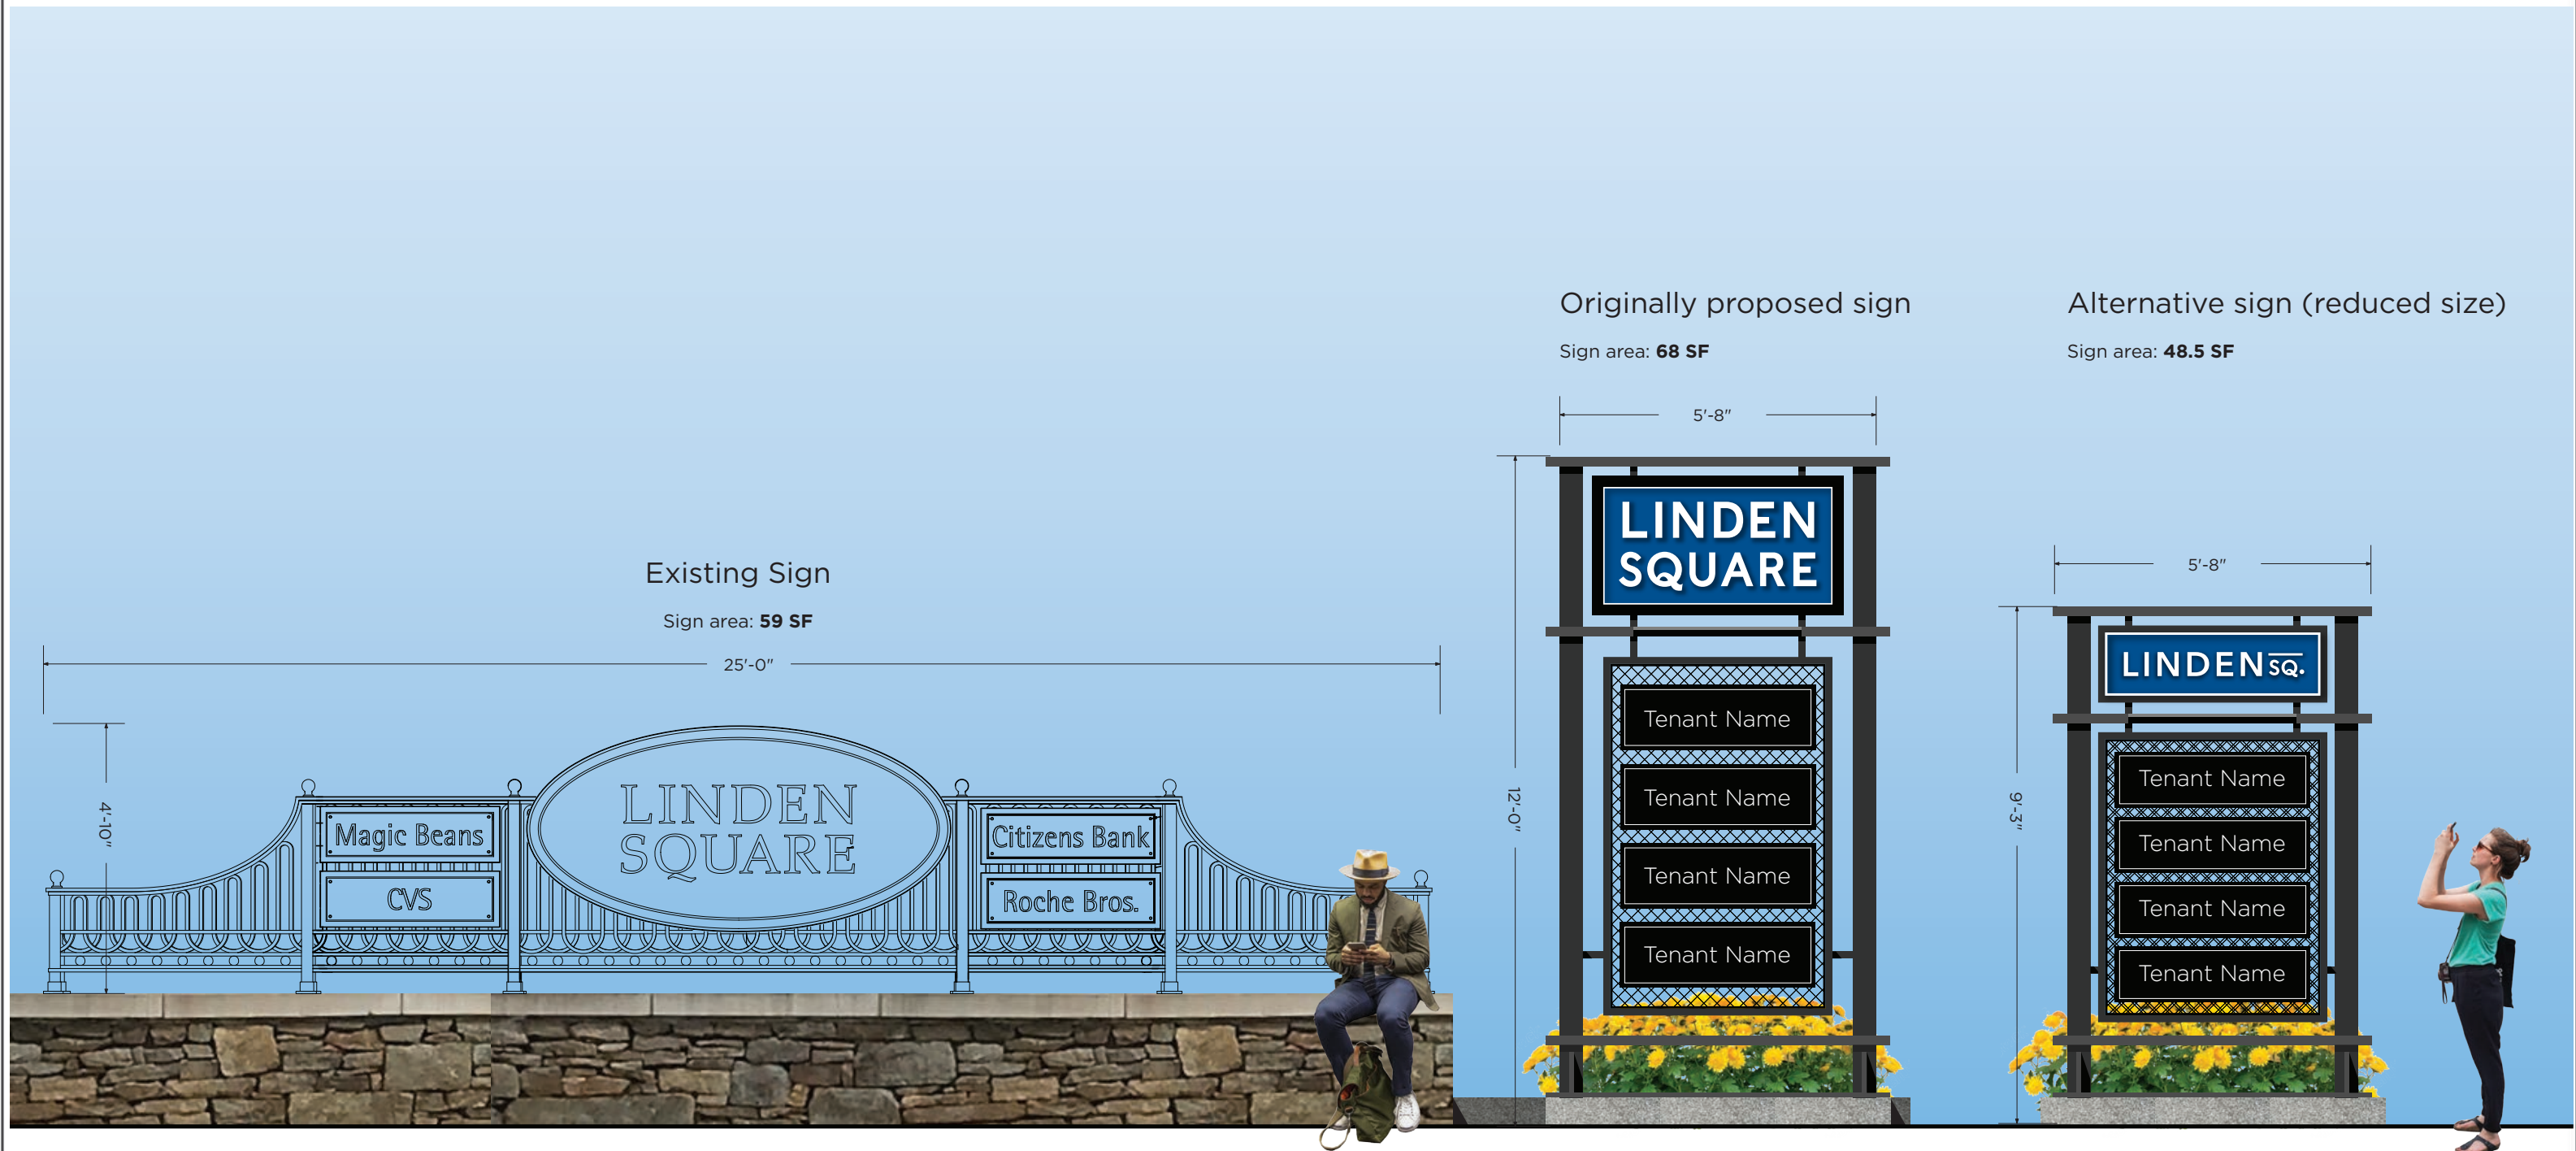 Existing Sign
Sign area: 59 SF
25'-0"
4'-10"
LINDEN
SQUARE
Magic Beans
CVS
Citizens Bank
Roche Bros.
Originally proposed sign
Sign area: 68 SF
5'-8"
12'-0"
LINDEN
SQUARE
Tenant Name
Tenant Name
Tenant Name
Tenant Name
Alternative sign (reduced size)
Sign area: 48.5 SF
5'-8"
9'-3"
LINDEN SQ.
Tenant Name
Tenant Name
Tenant Name
Tenant Name